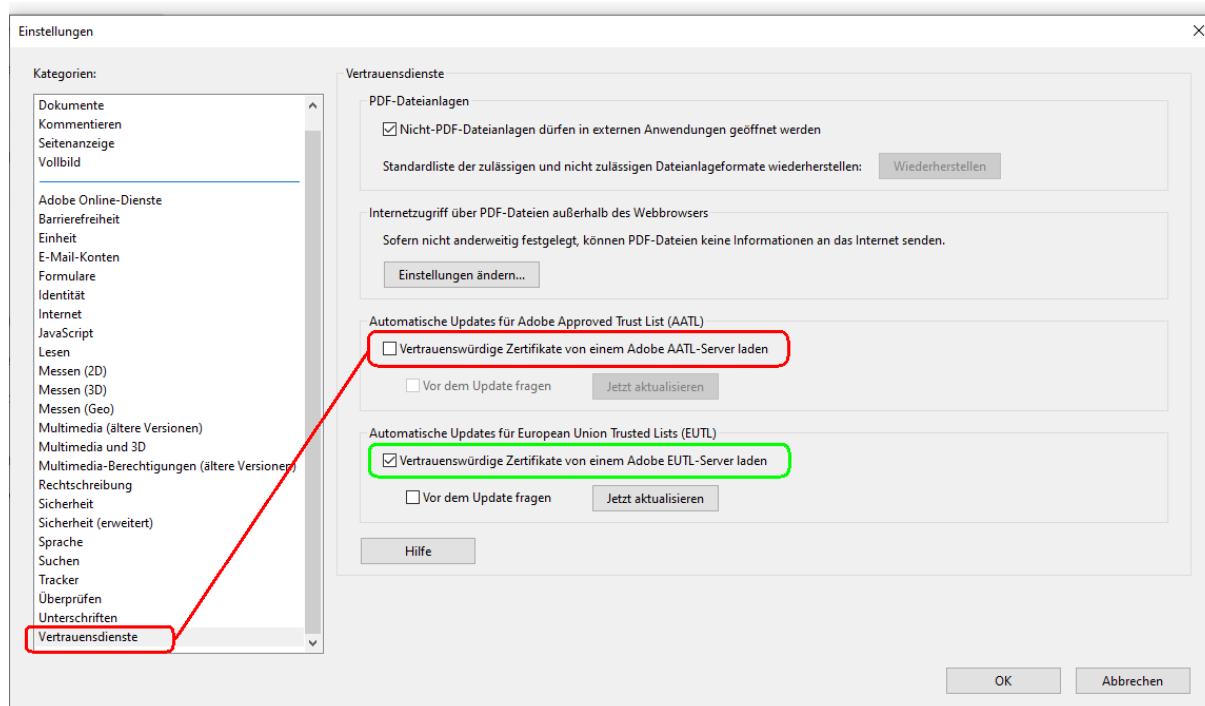 Einstellungen
Kategorien:
Dokumente
Kommentieren
Seitenanzeige
Vollbild
Adobe Online-Dienste
Barrierefreiheit
Einheit
E-Mail-Konten
Formulare
Identität
Internet
JavaScript
Lesen
Messen (2D)
Messen (3D)
Messen (Geo)
Multimedia (ältere Versionen)
Multimedia und 3D
Multimedia-Berechtigungen (ältere Versionen)
Rechtschreibung
Sicherheit
Sicherheit (erweitert)
Sprache
Suchen
Tracker
Überprüfen
Unterschriften
Vertrauensdienste
Vertrauensdienste
PDF-Dateianlagen
Nicht-PDF-Dateianlagen dürfen in externen Anwendungen geöffnet werden
Standardliste der zulässigen und nicht zulässigen Dateianlageformate wiederherstellen: Wiederherstellen
Internetzugriff über PDF-Dateien außerhalb des Webbrowsers
Sofern nicht anderweitig festgelegt, können PDF-Dateien keine Informationen an das Internet senden.
Einstellungen ändern...
Automatische Updates für Adobe Approved Trust List (AATL)
Vertrauenswürdige Zertifikate von einem Adobe AATL-Server laden
Vor dem Update fragen Jetzt aktualisieren
Automatische Updates für European Union Trusted Lists (EUTL)
Vertrauenswürdige Zertifikate von einem Adobe EUTL-Server laden
Vor dem Update fragen Jetzt aktualisieren
Hilfe
OK Abbrechen